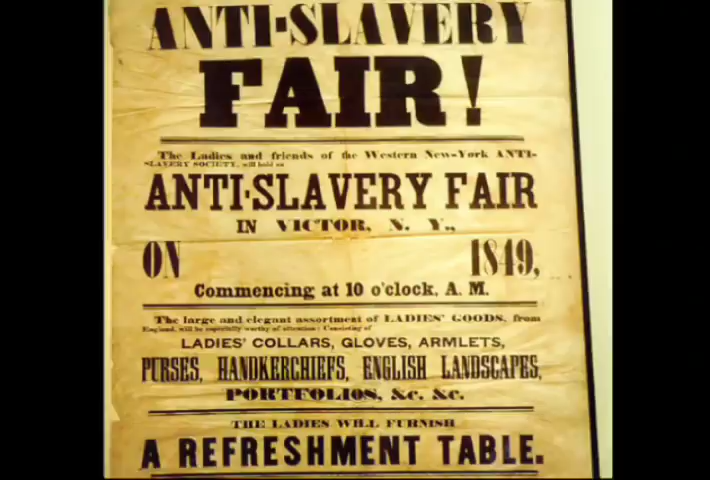 ANTI-SLAVERY
FAIR!
The Ladies and friends of the Western New-York ANTI-
SLAVERY SOCIETY, will hold an
ANTI-SLAVERY FAIR
IN VICTOR, N. Y.,
ON 1849,
Commencing at 10 o'clock, A. M.
The large and elegant assortment of LADIES' GOODS, from
England, will be especially worthy of attention: Consisting of
LADIES' COLLARS, GLOVES, ARMLETS,
PURSES, HANDKERCHIEFS, ENGLISH LANDSCAPES,
PORTFOLIOS, &c. &c.
THE LADIES WILL FURNISH
A REFRESHMENT TABLE.